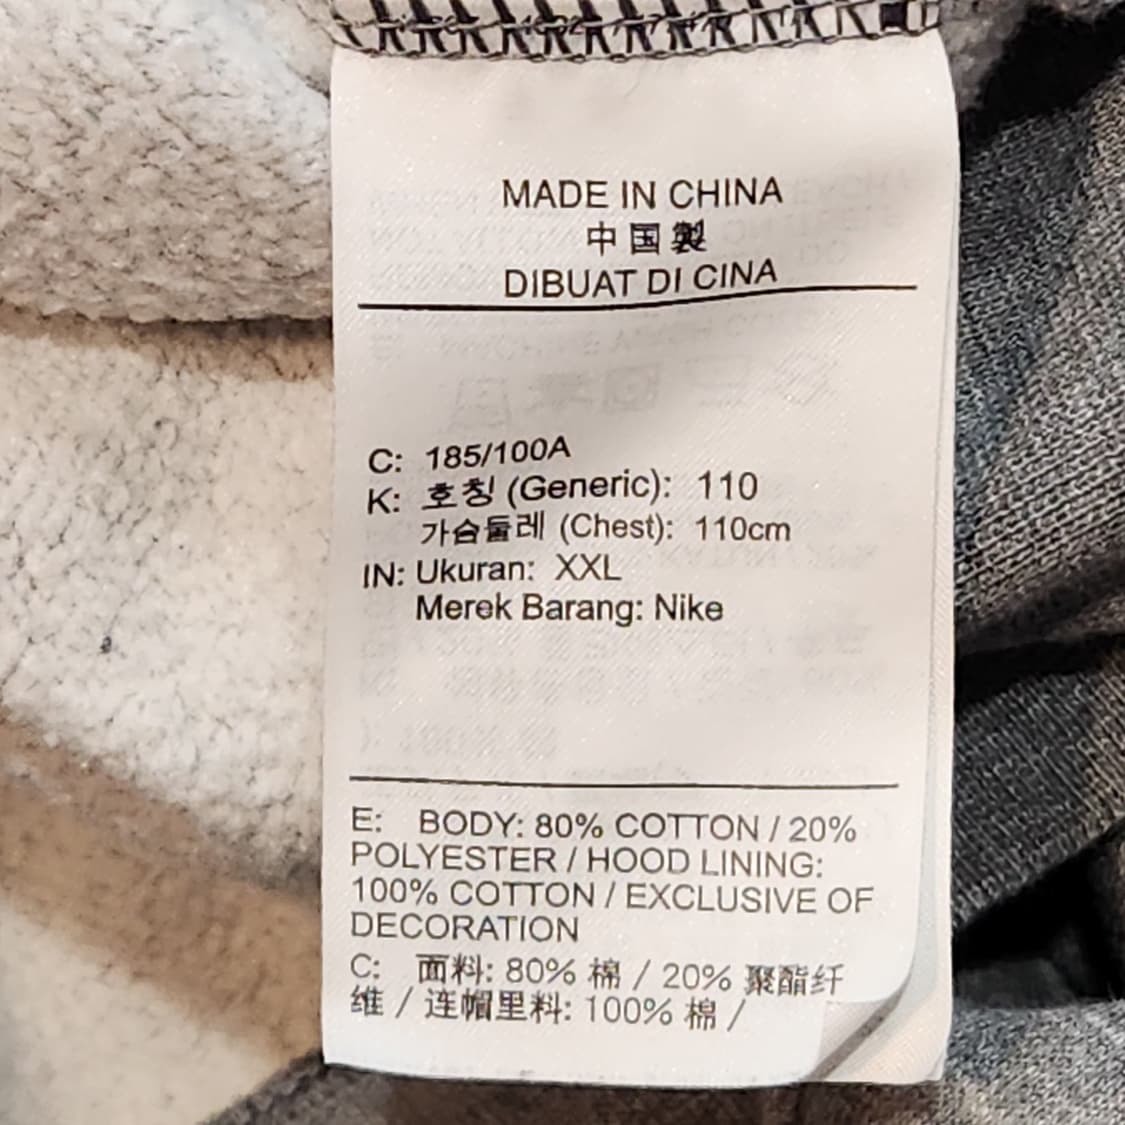 MADE IN CHINA
中国製
DIBUAT DI CINA
C: 185/100A
K: 호칭 (Generic): 110
가슴둘레 (Chest): 110cm
IN: Ukuran: XXL
Merek Barang: Nike
E: BODY: 80% COTTON / 20%
POLYESTER / HOOD LINING:
100% COTTON / EXCLUSIVE OF
DECORATION
C: 面料: 80% 棉 / 20% 聚酯纤
维 / 连帽里料: 100% 棉 /